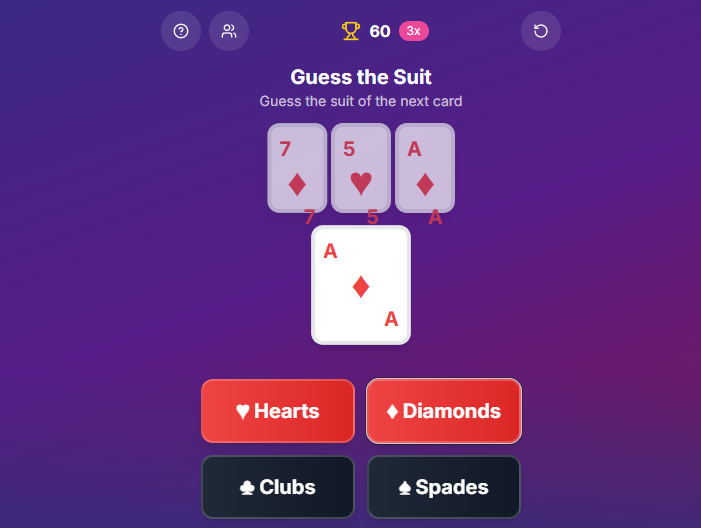 60 3x
Guess the Suit
Guess the suit of the next card
7 5 A
7 5 A
A
A
♥ Hearts ♦ Diamonds
♣ Clubs ♠ Spades